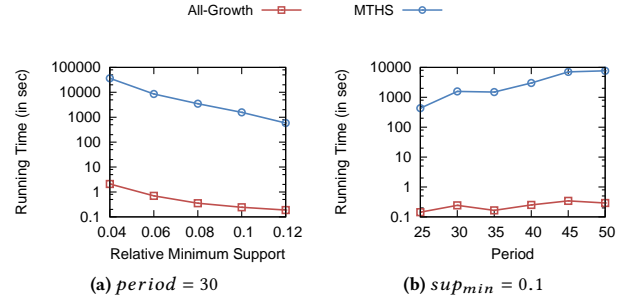 All-Growth MTHS
Running Time (in sec)
100000
10000
1000
100
10
1
0.1
0.04 0.06 0.08 0.1 0.12
Relative Minimum Support
(a) period = 30
Running Time (in sec)
10000
1000
100
10
1
0.1
25 30 35 40 45 50
Period
(b) sup_min = 0.1